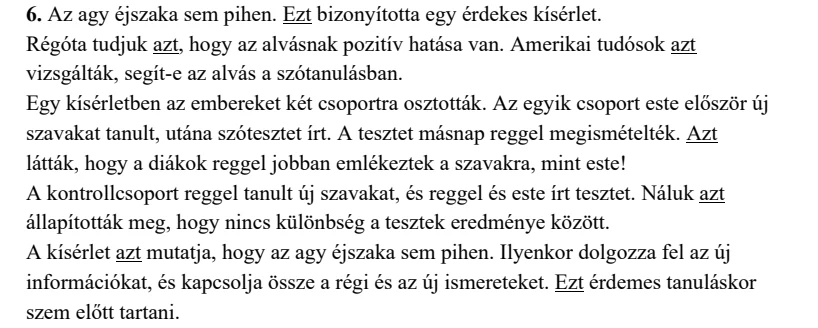 6. Az agy éjszaka sem pihen. Ezt bizonyította egy érdekes kísérlet.
Régóta tudjuk azt, hogy az alvásnak pozitív hatása van. Amerikai tudósok azt
vizsgálták, segít-e az alvás a szótanulásban.
Egy kísérletben az embereket két csoportra osztották. Az egyik csoport este először új
szavakat tanult, utána szótesztet írt. A tesztet másnap reggel megismételték. Azt
látták, hogy a diákok reggel jobban emlékeztek a szavakra, mint este!
A kontrollcsoport reggel tanult új szavakat, és reggel és este írt tesztet. Náluk azt
állapították meg, hogy nincs különbség a tesztek eredménye között.
A kísérlet azt mutatja, hogy az agy éjszaka sem pihen. Ilyenkor dolgozza fel az új
információkat, és kapcsolja össze a régi és az új ismereteket. Ezt érdemes tanuláskor
szem előtt tartani.